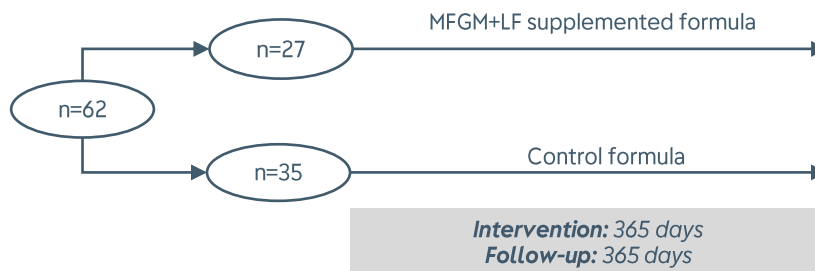 MFGM+LF supplemented formula
n=27
n=62
Control formula
n=35
Intervention: 365 days
Follow-up: 365 days